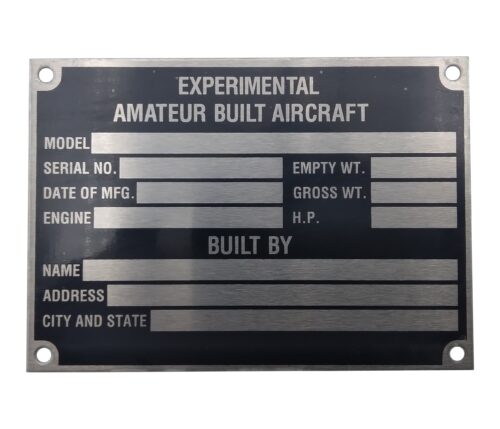 EXPERIMENTAL
AMATEUR BUILT AIRCRAFT
MODEL
SERIAL NO. EMPTY WT.
DATE OF MFG. GROSS WT.
ENGINE H.P.
BUILT BY
NAME
ADDRESS
CITY AND STATE